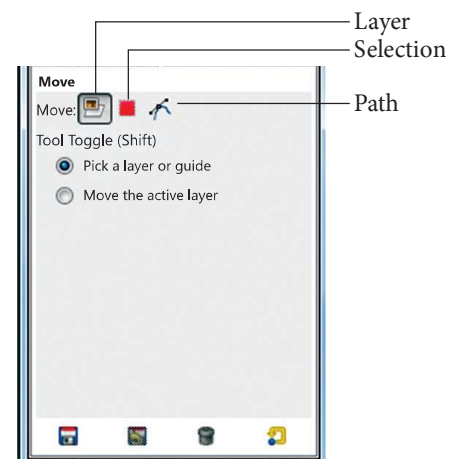 Layer
Selection
Move
Move:
Path
Tool Toggle (Shift)
Pick a layer or guide
Move the active layer